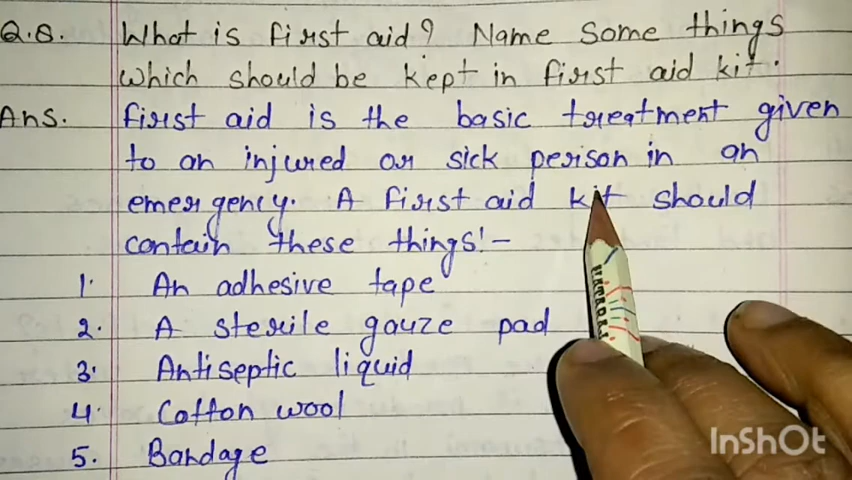 Q.8. What is first aid? Name some things
which should be kept in first aid kit.
Ans. first aid is the basic treatment given
to an injured or sick person in an
emergency. A first aid kit should
contain these things:-
1. An adhesive tape
2. A sterile gauze pad
3. Antiseptic liquid
4. Cotton wool
5. Bandage
NATARAJ
InShOt